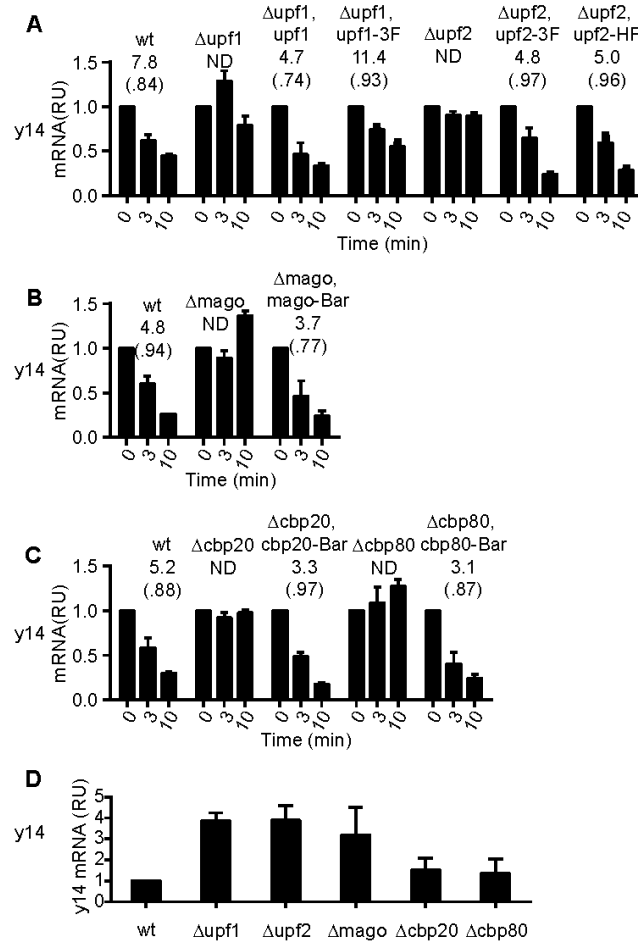 A
wt
7.8
(.84)
Δupf1
ND
Δupf1,
upf1
4.7
(.74)
Δupf1,
upf1-3F
11.4
(.93)
Δupf2
ND
Δupf2,
upf2-3F
4.8
(.97)
Δupf2,
upf2-HF
5.0
(.96)
y14
mRNA(RU)
1.5
1.0
0.5
0.0
0 3 10 0 3 10 0 3 10 0 3 10 0 3 10 0 3 10 0 3 10
Time (min)
B
wt
4.8
(.94)
Δmago
ND
Δmago,
mago-Bar
3.7
(.77)
y14
mRNA(RU)
1.5
1.0
0.5
0.0
0 3 10 0 3 10 0 3 10
Time (min)
C
wt
5.2
(.88)
Δcbp20
ND
Δcbp20,
cbp20-Bar
3.3
(.97)
Δcbp80
ND
Δcbp80,
cbp80-Bar
3.1
(.87)
y14
mRNA(RU)
1.5
1.0
0.5
0.0
0 3 10 0 3 10 0 3 10 0 3 10 0 3 10
Time (min)
D
y14
y14 mRNA (RU)
5
4
3
2
1
0
wt Δupf1 Δupf2 Δmago Δcbp20 Δcbp80